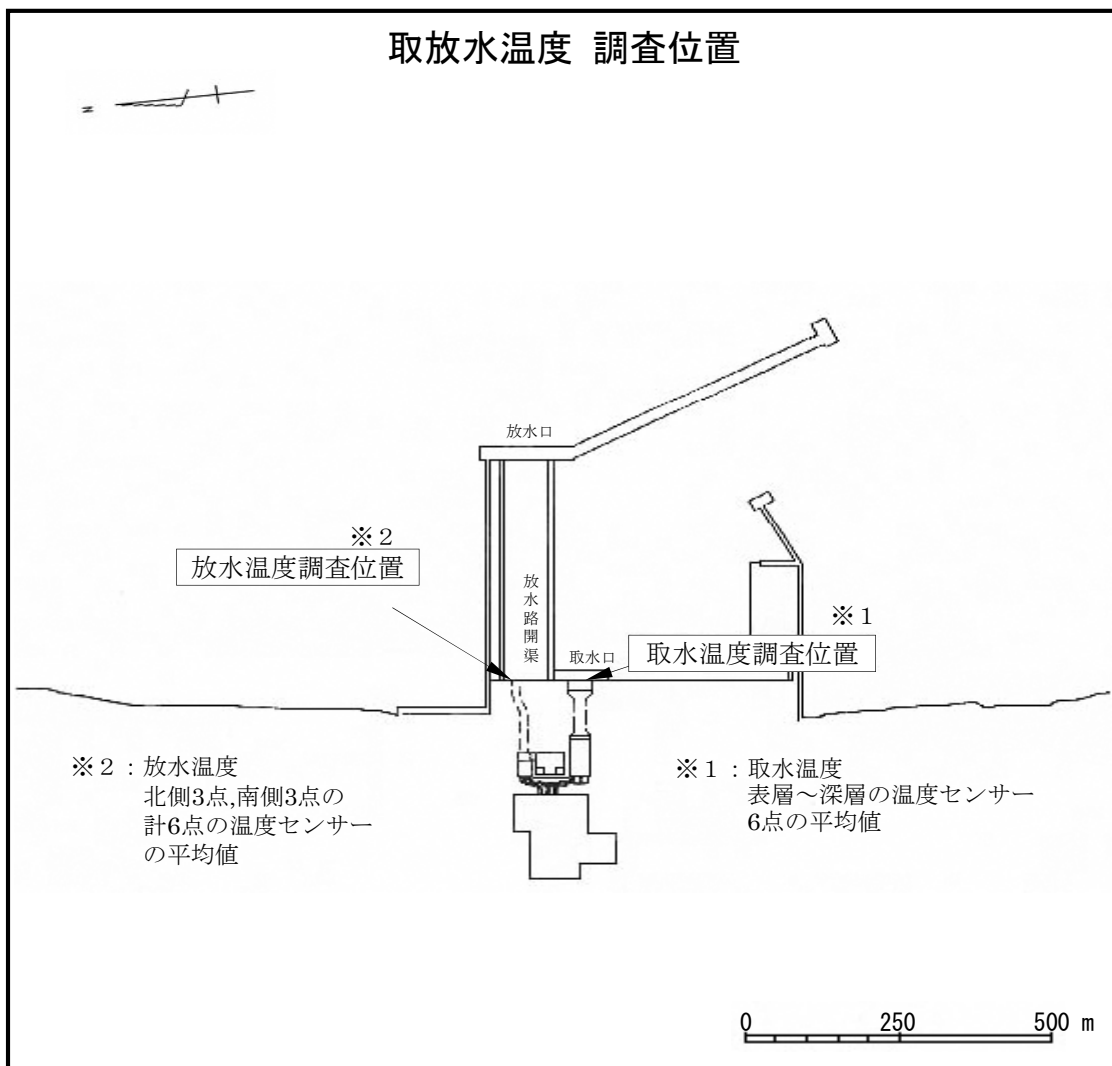 取放水温度 調査位置
N
放水口
※２
放水温度調査位置
放水路開渠
※１
取水口
取水温度調査位置
※２：放水温度
北側3点,南側3点の
計6点の温度センサー
の平均値
※１：取水温度
表層～深層の温度センサー
6点の平均値
0 250 500 m